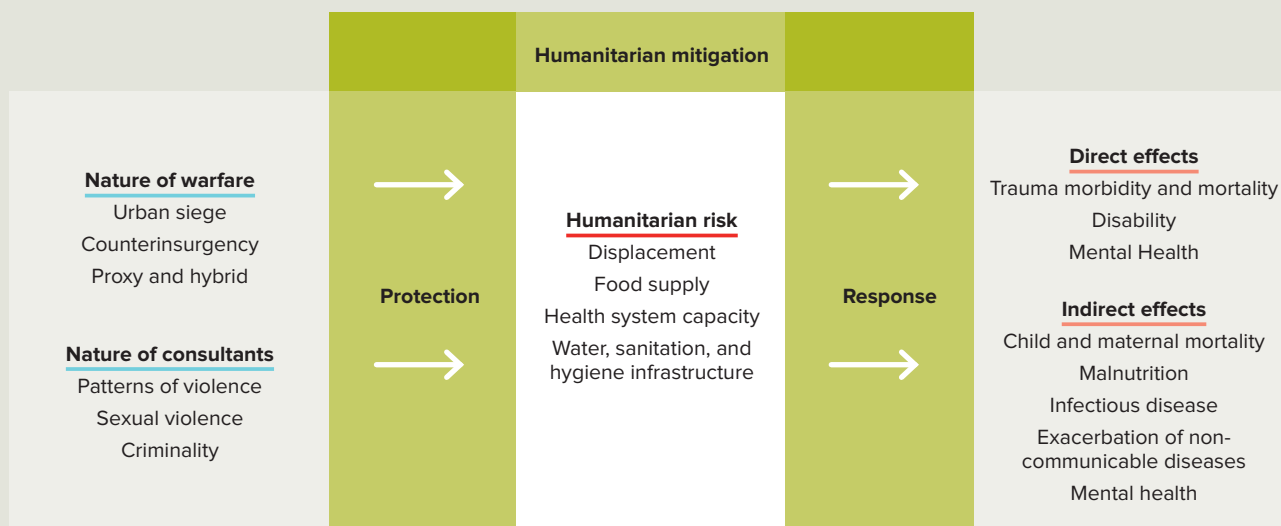 Humanitarian mitigation
Nature of warfare
Urban siege
Counterinsurgency
Proxy and hybrid
Nature of consultants
Patterns of violence
Sexual violence
Criminality
Protection
Humanitarian risk
Displacement
Food supply
Health system capacity
Water, sanitation, and
hygiene infrastructure
Response
Direct effects
Trauma morbidity and mortality
Disability
Mental Health
Indirect effects
Child and maternal mortality
Malnutrition
Infectious disease
Exacerbation of non-
communicable diseases
Mental health